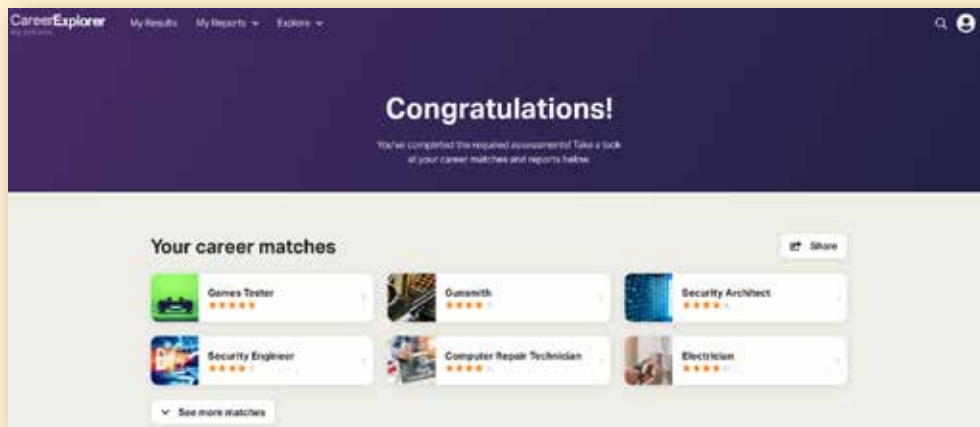 CareerExplorer
My Results My Reports Explore
Congratulations!
You've completed the required assessments! Take a look
at your career matches and reports below.
Your career matches
Share
Games Tester
Gunsmith
Security Architect
Security Engineer
Computer Repair Technician
Electrician
See more matches